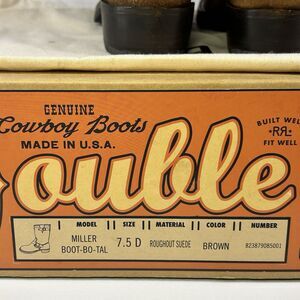 GENUINE
Cowboy Boots
MADE IN U.S.A.
ouble
BUILT WELL
RR
FIT WELL
MODEL SIZE MATERIAL COLOR NUMBER
MILLER BOOT-BO-TAL 7.5 D ROUGHOUT SUEDE BROWN 823879085001